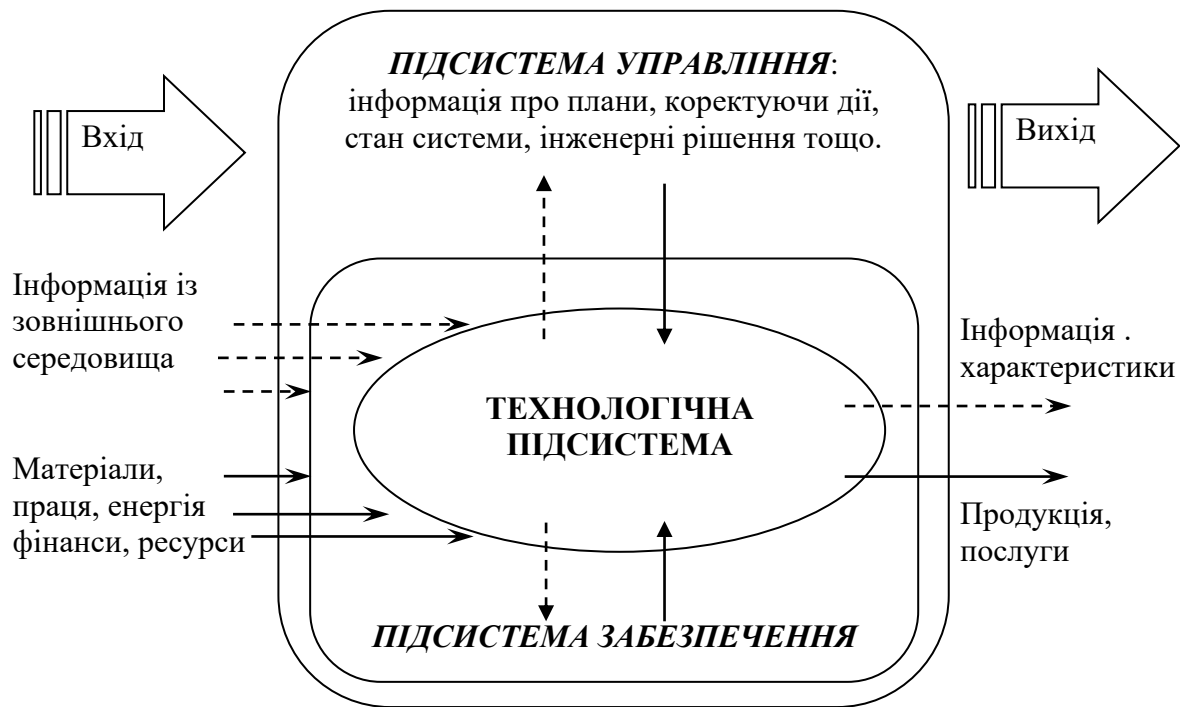 ПІДСИСТЕМА УПРАВЛІННЯ:
інформація про плани, коректуючи дії,
стан системи, інженерні рішення тощо.
Вхід
Вихід
Інформація із
зовнішнього
середовища
Інформація .
характеристики
ТЕХНОЛОГІЧНА
ПІДСИСТЕМА
Матеріали,
праця, енергія
фінанси, ресурси
Продукція,
послуги
ПІДСИСТЕМА ЗАБЕЗПЕЧЕННЯ